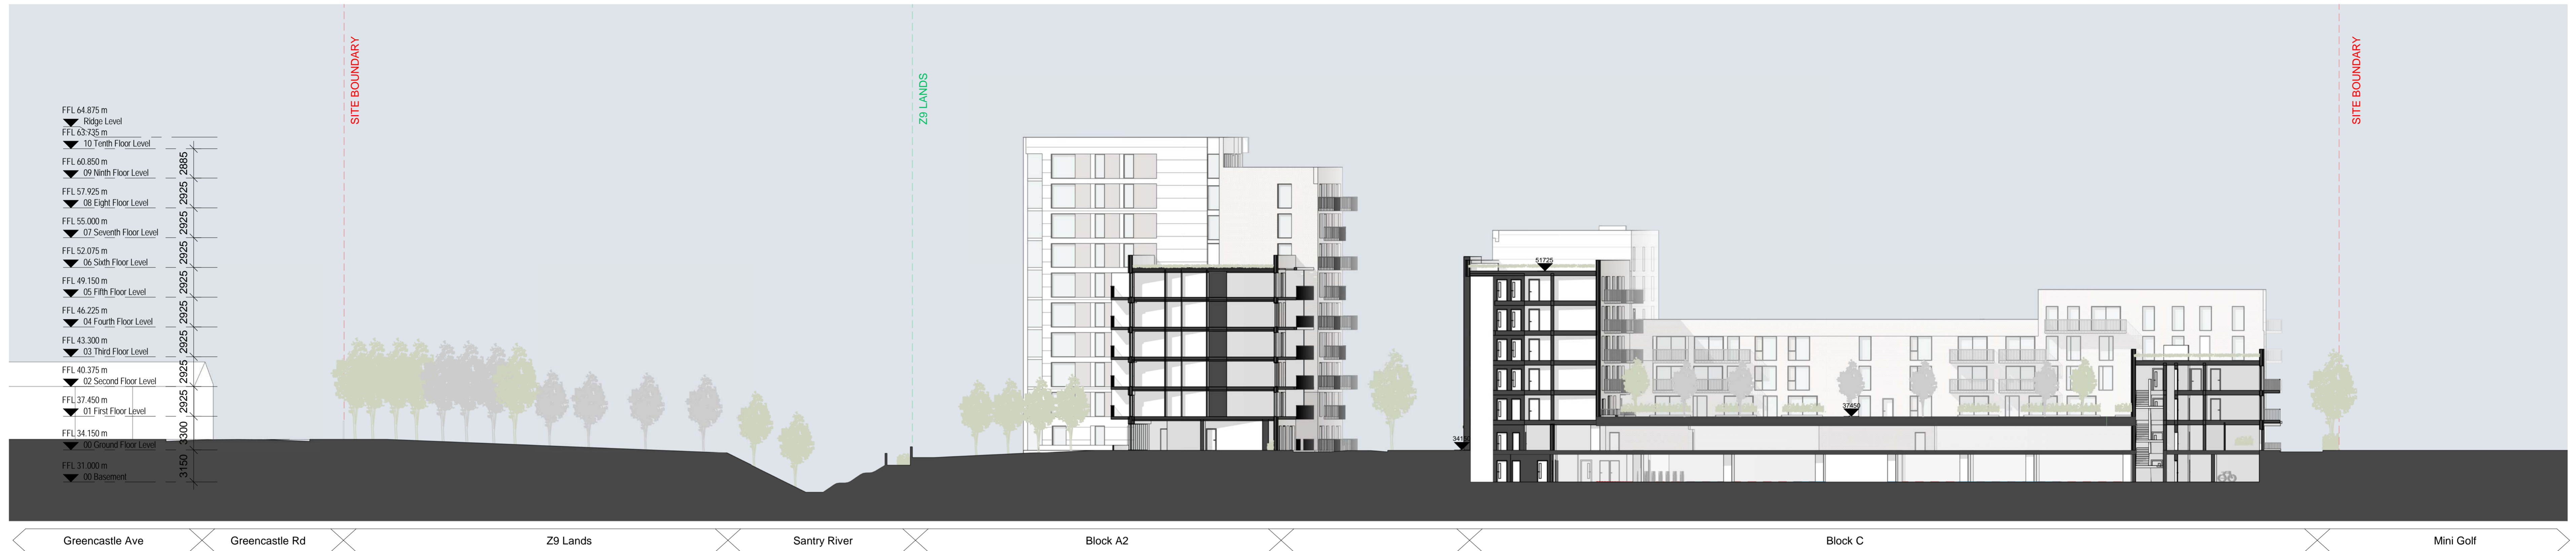 SITE BOUNDARY
Z9 LANDS
SITE BOUNDARY
FFL 64.875 m
Ridge Level
FFL 63.735 m
10 Tenth Floor Level
2885
FFL 60.850 m
09 Ninth Floor Level
2925
FFL 57.925 m
08 Eight Floor Level
2925
FFL 55.000 m
07 Seventh Floor Level
2925
FFL 52.075 m
06 Sixth Floor Level
2925
FFL 49.150 m
05 Fifth Floor Level
2925
FFL 46.225 m
04 Fourth Floor Level
2925
FFL 43.300 m
03 Third Floor Level
2925
FFL 40.375 m
02 Second Floor Level
2925
FFL 37.450 m
01 First Floor Level
3300
FFL 34.150 m
00 Ground Floor Level
3150
FFL 31.000 m
00 Basement
51725
37450
Greencastle Ave
Greencastle Rd
Z9 Lands
Santry River
Block A2
Block C
Mini Golf